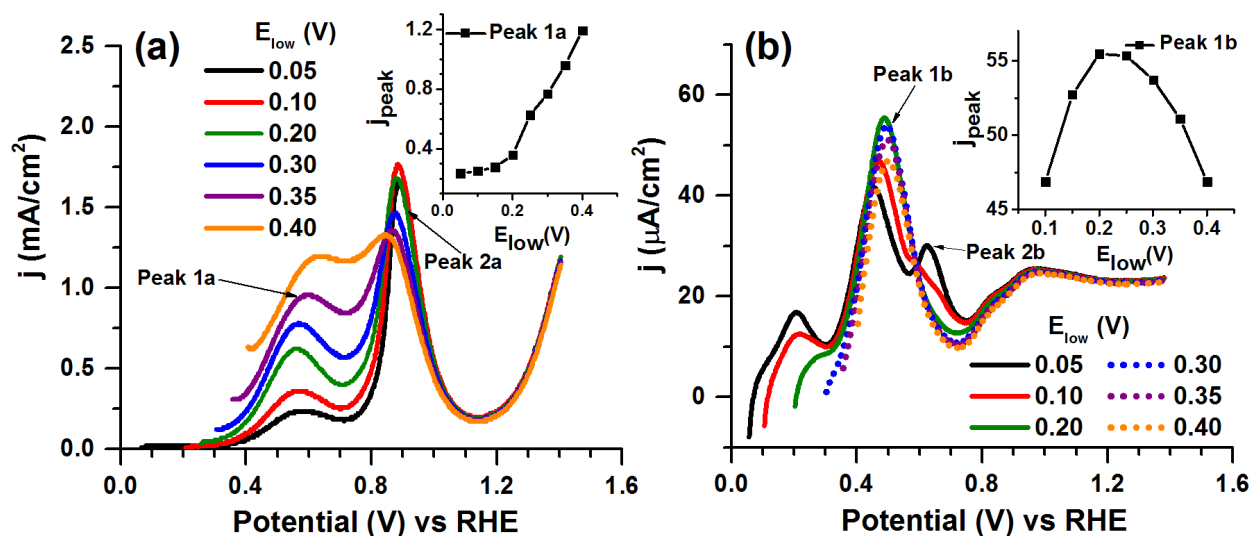 (a)
E_low (V)
0.05
0.10
0.20
0.30
0.35
0.40
Peak 1a
Peak 2a
j (mA/cm²)
2.5
2.0
1.5
1.0
0.5
0.0
0.0 0.4 0.8 1.2 1.6
Potential (V) vs RHE
Peak 1a
j_peak
1.2
0.8
0.4
0.0 0.2 0.4
E_low(V)
(b)
Peak 1b
Peak 2b
j (µA/cm²)
60
40
20
0
0.0 0.4 0.8 1.2 1.6
Potential (V) vs RHE
E_low (V)
0.05 0.30
0.10 0.35
0.20 0.40
Peak 1b
j_peak
55
50
45
0.1 0.2 0.3 0.4
E_low(V)